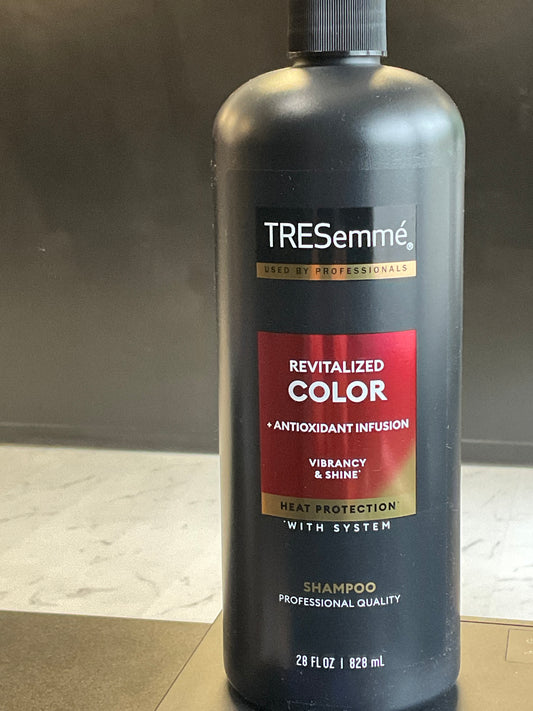 TRESemmé®
USED BY PROFESSIONALS
REVITALIZED
COLOR
+ ANTIOXIDANT INFUSION
VIBRANCY
& SHINE*
HEAT PROTECTION*
*WITH SYSTEM
SHAMPOO
PROFESSIONAL QUALITY
28 FL OZ | 828 mL